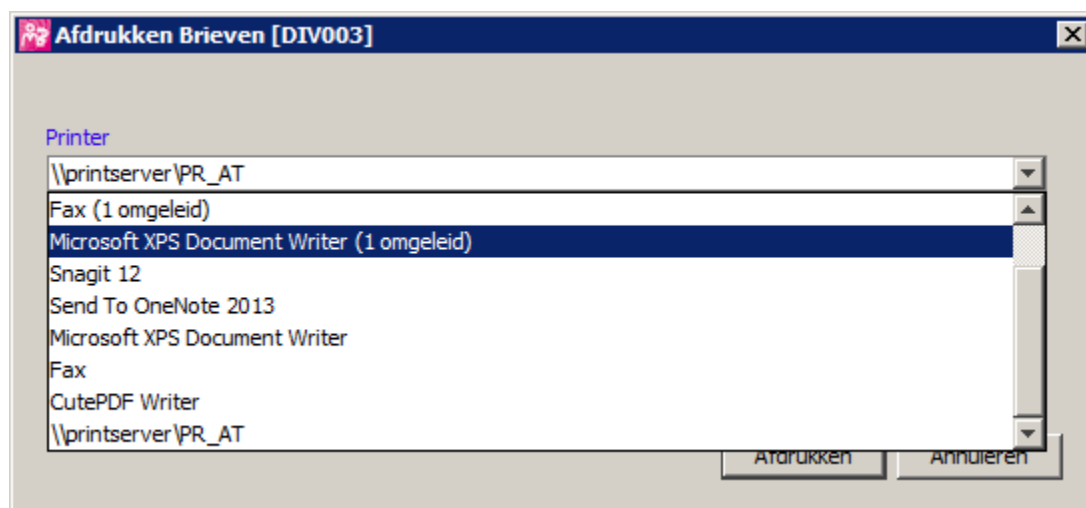 Afdrukken Brieven [DIV003]
Printer
\\printserver\PR_AT
Fax (1 omgeleid)
Microsoft XPS Document Writer (1 omgeleid)
Snagit 12
Send To OneNote 2013
Microsoft XPS Document Writer
Fax
CutePDF Writer
\\printserver\PR_AT
Afdrukken Annuleren